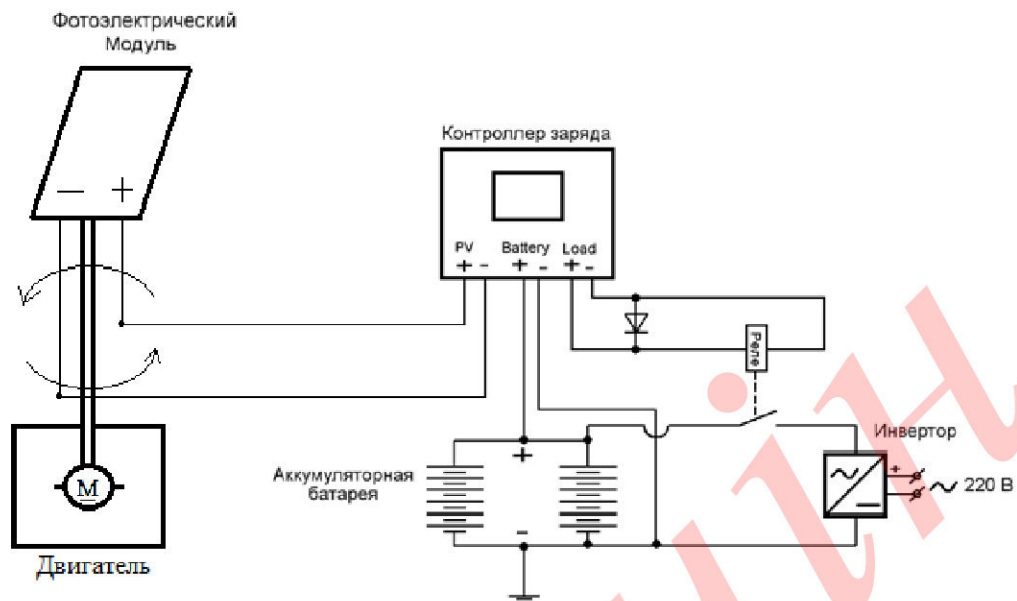 Фотоэлектрический
Модуль
— +
Контроллер заряда
PV Battery Load
+ - + - + -
Реле
Инвертор
+
~ 220 В
Аккумуляторная
батарея
+
-
М
Двигатель